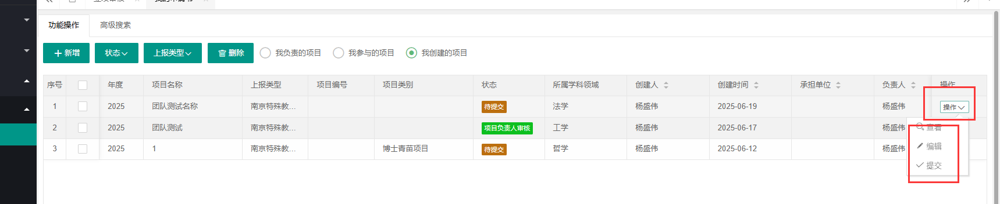 立项审核 我的申请书
功能操作 高级搜索
新增 状态 上报类型 删除 我负责的项目 我参与的项目 我创建的项目
序号 年度 项目名称 上报类型 项目编号 项目类别 状态 所属学科领域 创建人 创建时间 承担单位 负责人 操作
1 2025 团队测试名称 南京特殊教... 待提交 法学 杨盛伟 2025-06-19 杨盛伟 操作
2 2025 团队测试 南京特殊教... 项目负责人审核 工学 杨盛伟 2025-06-17 杨盛伟
查看
3 2025 1 南京特殊教... 博士青苗项目 待提交 哲学 杨盛伟 2025-06-12 杨盛伟
编辑
提交